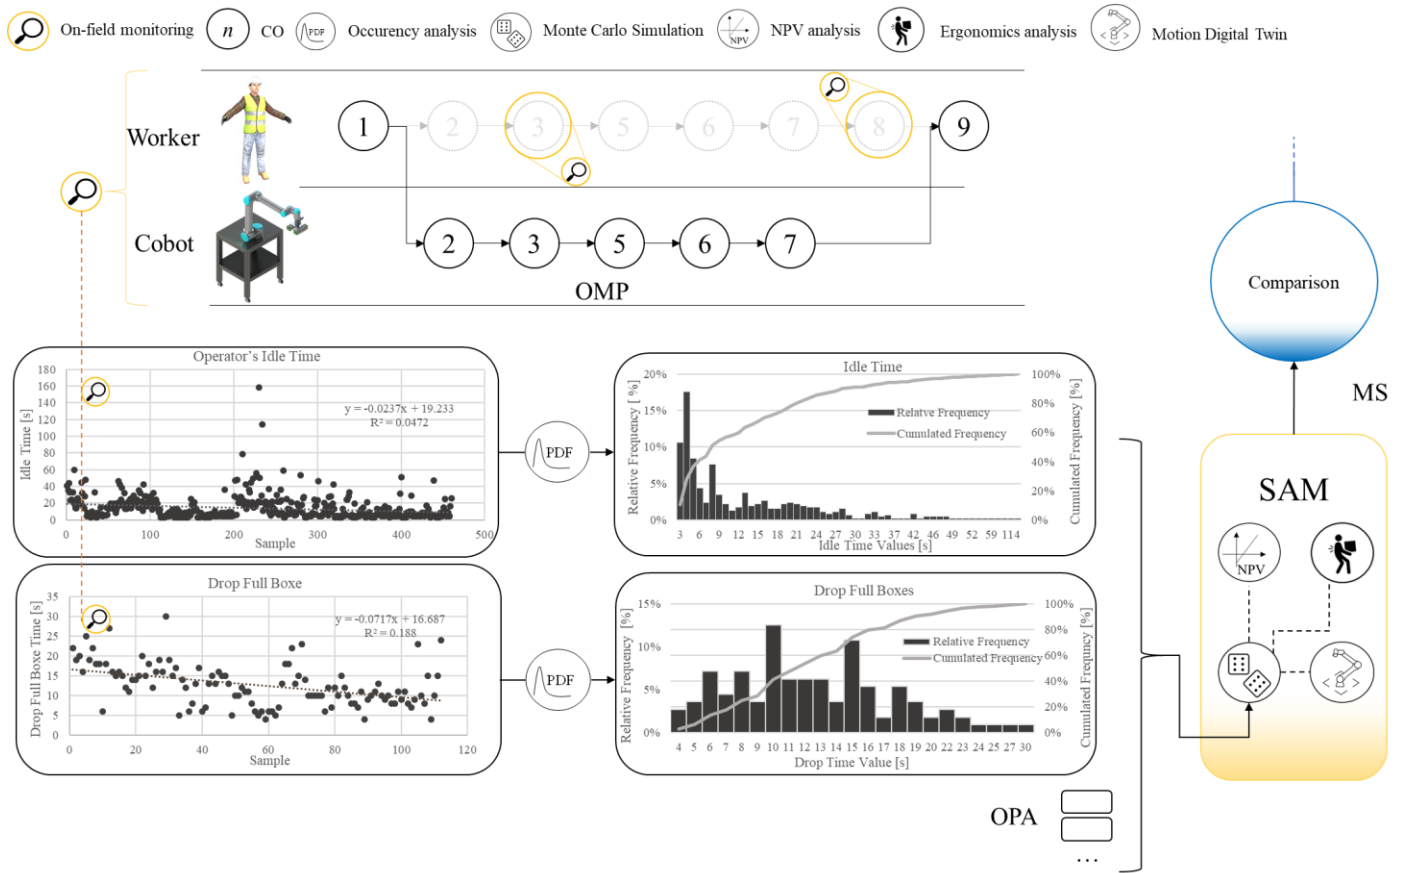 On-field monitoring
n
CO
PDF
Occurency analysis
Monte Carlo Simulation
NPV
NPV analysis
Ergonomics analysis
Motion Digital Twin
Worker
1
2
3
5
6
7
8
9
Cobot
2
3
5
6
7
OMP
Operator's Idle Time
Idle Time [s]
180
160
140
120
100
80
60
40
20
0
y = -0.0237x + 19.233
R² = 0.0472
0 100 200 300 400 500
Sample
PDF
Idle Time
Relative Frequency [ %]
20%
15%
10%
5%
0%
Relative Frequency
Cumulated Frequency
100%
80%
60%
40%
20%
0%
Cumulated Frequency [%]
3 6 9 12 15 18 21 24 27 30 33 36 42 46 49 52 59 114
Idle Time Values [s]
Drop Full Boxe
Drop Full Boxe Time [s]
35
30
25
20
15
10
5
0
y = -0.0717x + 16.687
R² = 0.188
0 20 40 60 80 100 120
Sample
PDF
Drop Full Boxes
Relative Frequency [%]
15%
10%
5%
0%
Relative Frequency
Cumulated Frequency
100%
80%
60%
40%
20%
0%
Cumulated Frequency [%]
4 5 6 7 8 9 10 11 12 13 14 15 16 17 18 19 20 22 23 24 25 27 30
Drop Time Value [s]
OPA
...
Comparison
MS
SAM
NPV